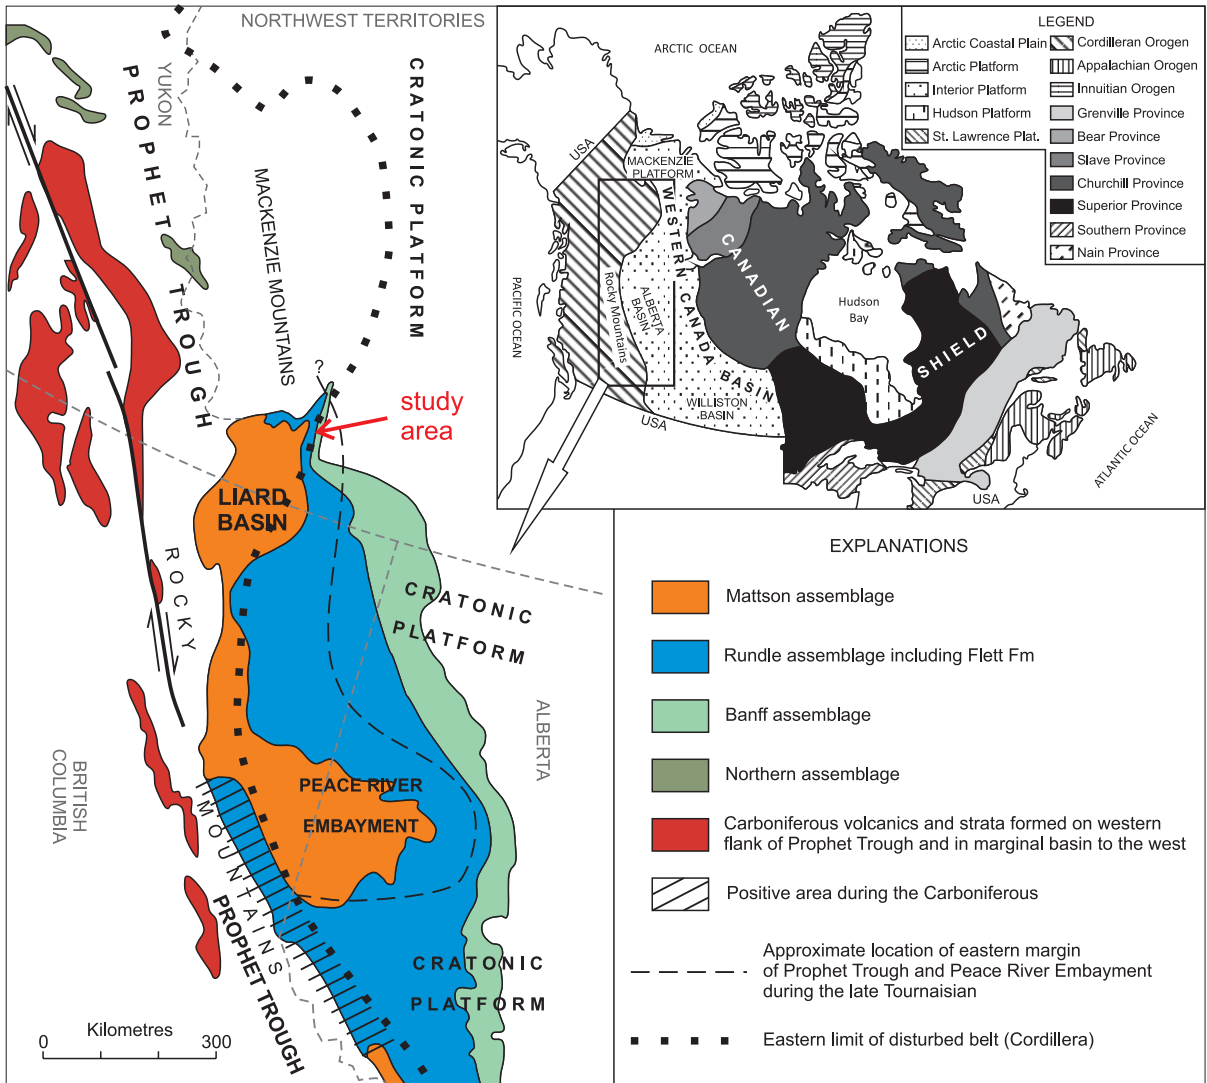 NORTHWEST TERRITORIES
YUKON
PROPHET TROUGH
MACKENZIE MOUNTAINS
CRATONIC PLATFORM
?
study
area
LIARD
BASIN
ROCKY
MOUNTAINS
CRATONIC
PLATFORM
ALBERTA
BRITISH
COLUMBIA
PEACE RIVER
EMBAYMENT
PROPHET TROUGH
CRATONIC
PLATFORM
Kilometres
0
300
ARCTIC OCEAN
USA
MACKENZIE
PLATFORM
WESTERN CANADA BASIN
CANADIAN
SHIELD
PACIFIC OCEAN
Rocky Mountains
ALBERTA
BASIN
Hudson
Bay
WILLISTON
BASIN
USA
USA
ATLANTIC OCEAN
LEGEND
Arctic Coastal Plain
Arctic Platform
Interior Platform
Hudson Platform
St. Lawrence Plat.
Cordilleran Orogen
Appalachian Orogen
Innuitian Orogen
Grenville Province
Bear Province
Slave Province
Churchill Province
Superior Province
Southern Province
Nain Province
EXPLANATIONS
Mattson assemblage
Rundle assemblage including Flett Fm
Banff assemblage
Northern assemblage
Carboniferous volcanics and strata formed on western
flank of Prophet Trough and in marginal basin to the west
Positive area during the Carboniferous
Approximate location of eastern margin
of Prophet Trough and Peace River Embayment
during the late Tournaisian
Eastern limit of disturbed belt (Cordillera)